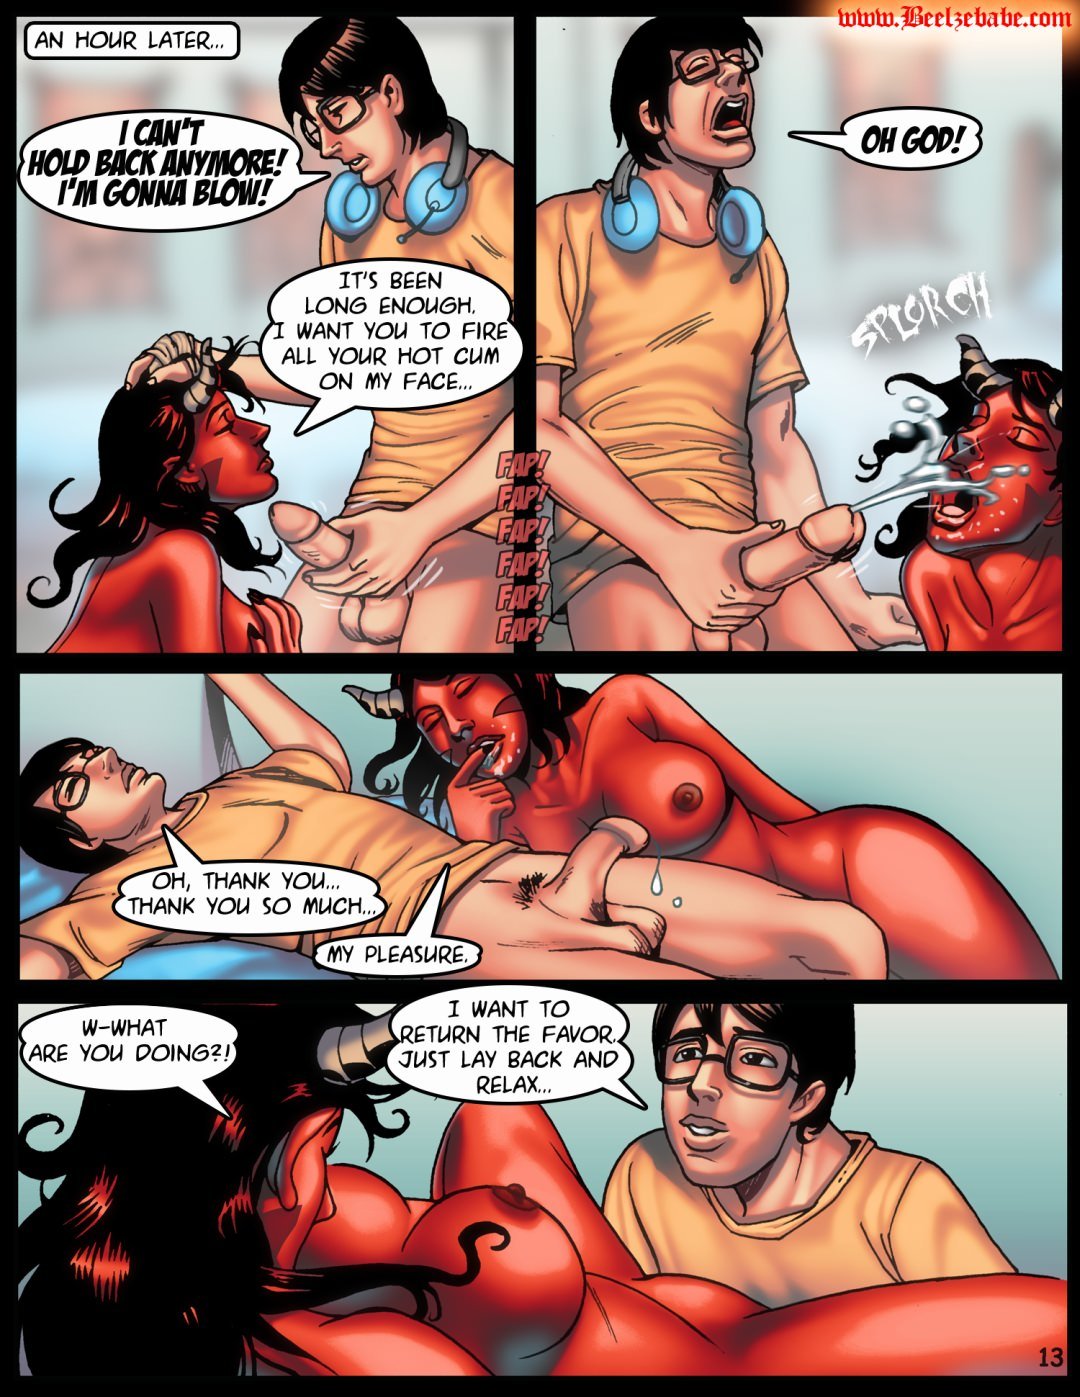 www.Beelzebabe.com
AN HOUR LATER...
I CAN'T
HOLD BACK ANYMORE!
I'M GONNA BLOW!
IT'S BEEN
LONG ENOUGH.
I WANT YOU TO FIRE
ALL YOUR HOT CUM
ON MY FACE...
FAP!
FAP!
FAP!
FAP!
FAP!
FAP!
OH GOD!
SPLORCH
OH, THANK YOU...
THANK YOU SO MUCH...
MY PLEASURE.
W-WHAT
ARE YOU DOING?!
I WANT TO
RETURN THE FAVOR.
JUST LAY BACK AND
RELAX...
13